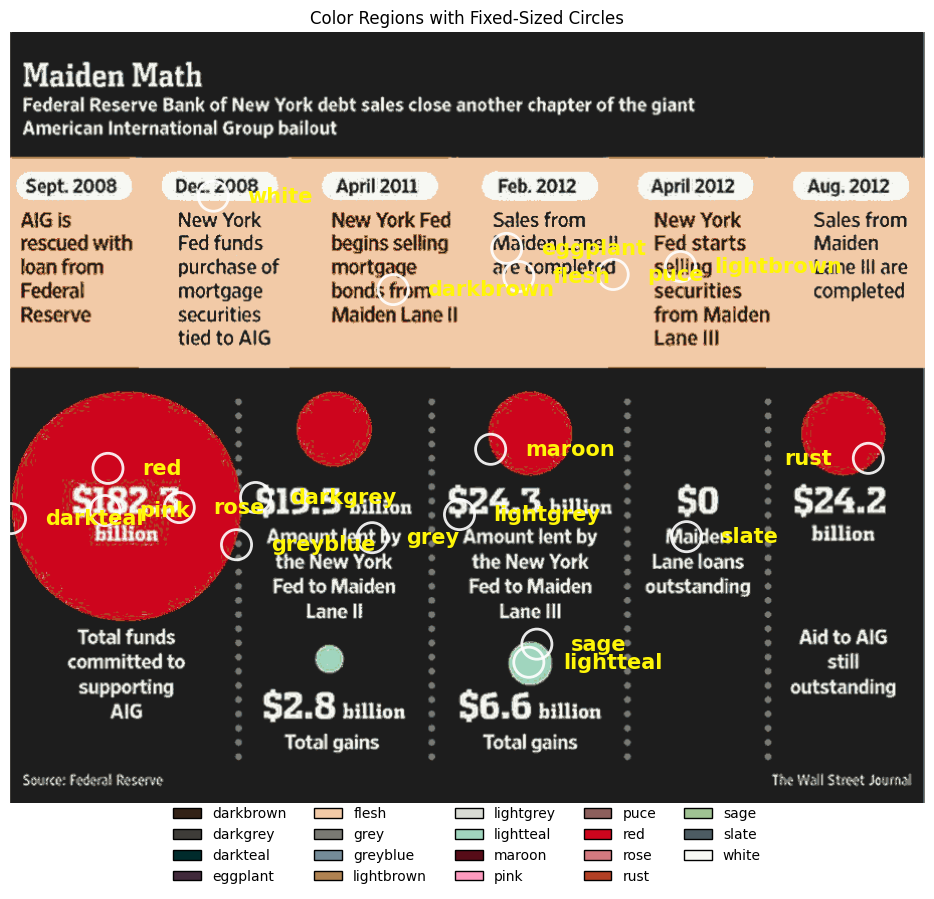 Color Regions with Fixed-Sized Circles
Maiden Math
Federal Reserve Bank of New York debt sales close another chapter of the giant
American International Group bailout
Sept. 2008
AIG is
rescued with
loan from
Federal
Reserve
Dec. 2008
New York
Fed funds
purchase of
mortgage
securities
tied to AIG
April 2011
New York Fed
begins selling
mortgage
bonds from
Maiden Lane II
Feb. 2012
Sales from
Maiden Lane II
are completed
April 2012
New York
Fed starts
selling
securities
from Maiden
Lane III
Aug. 2012
Sales from
Maiden
Lane III are
completed
white
eggplant
flesh
puce
lightbrown
darkbrown
red
maroon
rust
darkteal
pink
rose
darkgrey
lightgrey
greyblue
grey
slate
sage
lightteal
$182.3
billion
Total funds
committed to
supporting
AIG
$19.5 billion
Amount lent by
the New York
Fed to Maiden
Lane II
$2.8 billion
Total gains
$24.3 billion
Amount lent by
the New York
Fed to Maiden
Lane III
$6.6 billion
Total gains
$0
Maiden
Lane loans
outstanding
$24.2
billion
Aid to AIG
still
outstanding
Source: Federal Reserve
The Wall Street Journal
darkbrown
darkgrey
darkteal
eggplant
flesh
grey
greyblue
lightbrown
lightgrey
lightteal
maroon
pink
puce
red
rose
rust
sage
slate
white